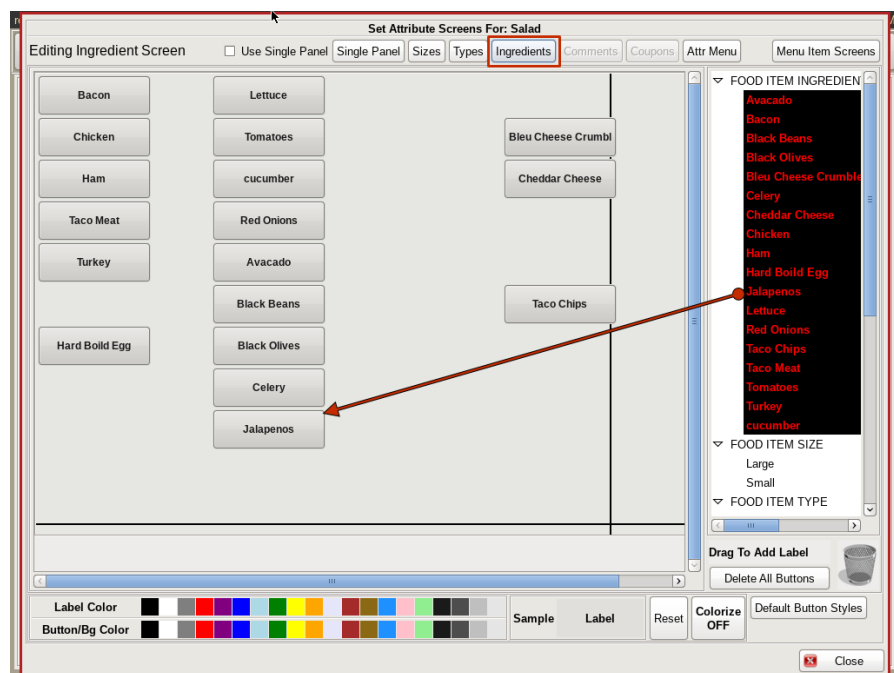 Set Attribute Screens For: Salad
Editing Ingredient Screen
Use Single Panel
Single Panel
Sizes
Types
Ingredients
Comments
Coupons
Attr Menu
Menu Item Screens
Bacon
Lettuce
Chicken
Tomatoes
Bleu Cheese Crumbl
Ham
cucumber
Cheddar Cheese
Taco Meat
Red Onions
Turkey
Avacado
Black Beans
Taco Chips
Hard Boild Egg
Black Olives
Celery
Jalapenos
FOOD ITEM INGREDIEN
Avacado
Bacon
Black Beans
Black Olives
Bleu Cheese Crumble
Celery
Cheddar Cheese
Chicken
Ham
Hard Boild Egg
Jalapenos
Lettuce
Red Onions
Taco Chips
Taco Meat
Tomatoes
Turkey
cucumber
FOOD ITEM SIZE
Large
Small
FOOD ITEM TYPE
Drag To Add Label
Delete All Buttons
Label Color
Button/Bg Color
Sample
Label
Reset
Colorize
OFF
Default Button Styles
Close